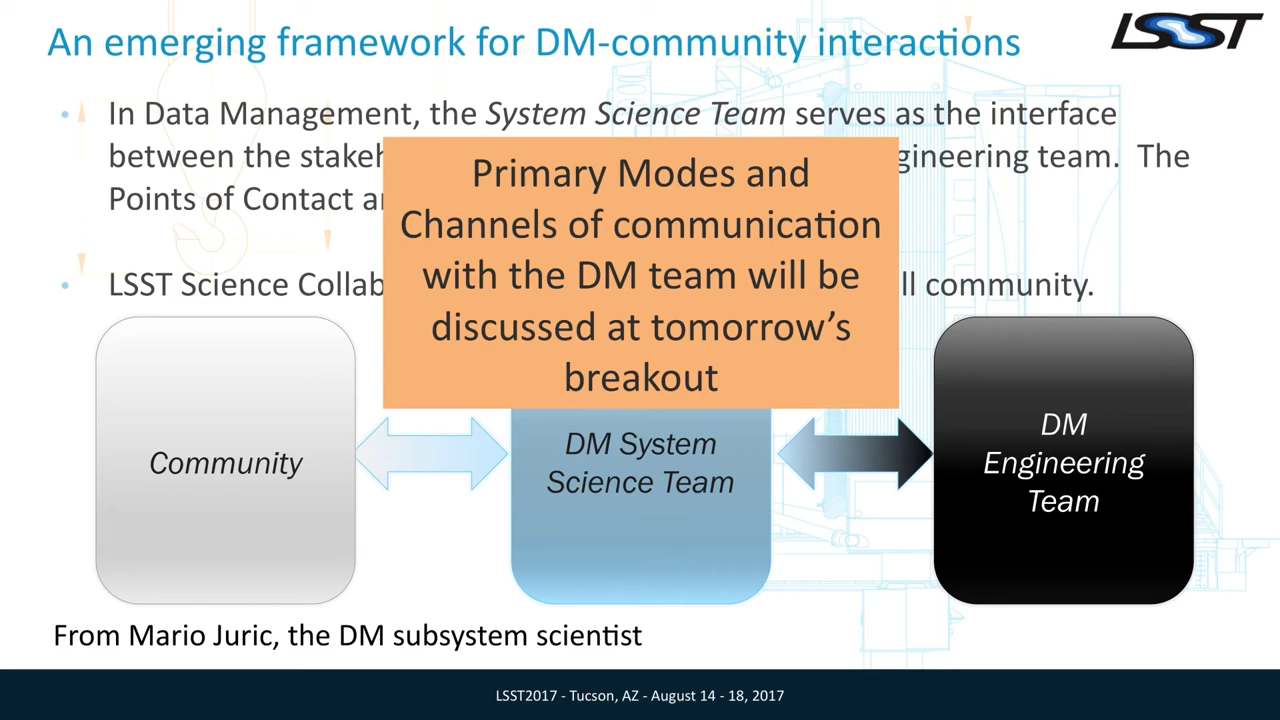 An emerging framework for DM-community interactions
LSST
• In Data Management, the System Science Team serves as the interface
between the stakeh
gineering team. The
Points of Contact a
• LSST Science Collab
ll community.
Primary Modes and
Channels of communication
with the DM team will be
discussed at tomorrow’s
breakout
Community
DM System
Science Team
DM
Engineering
Team
From Mario Juric, the DM subsystem scientist
LSST2017 - Tucson, AZ - August 14 - 18, 2017